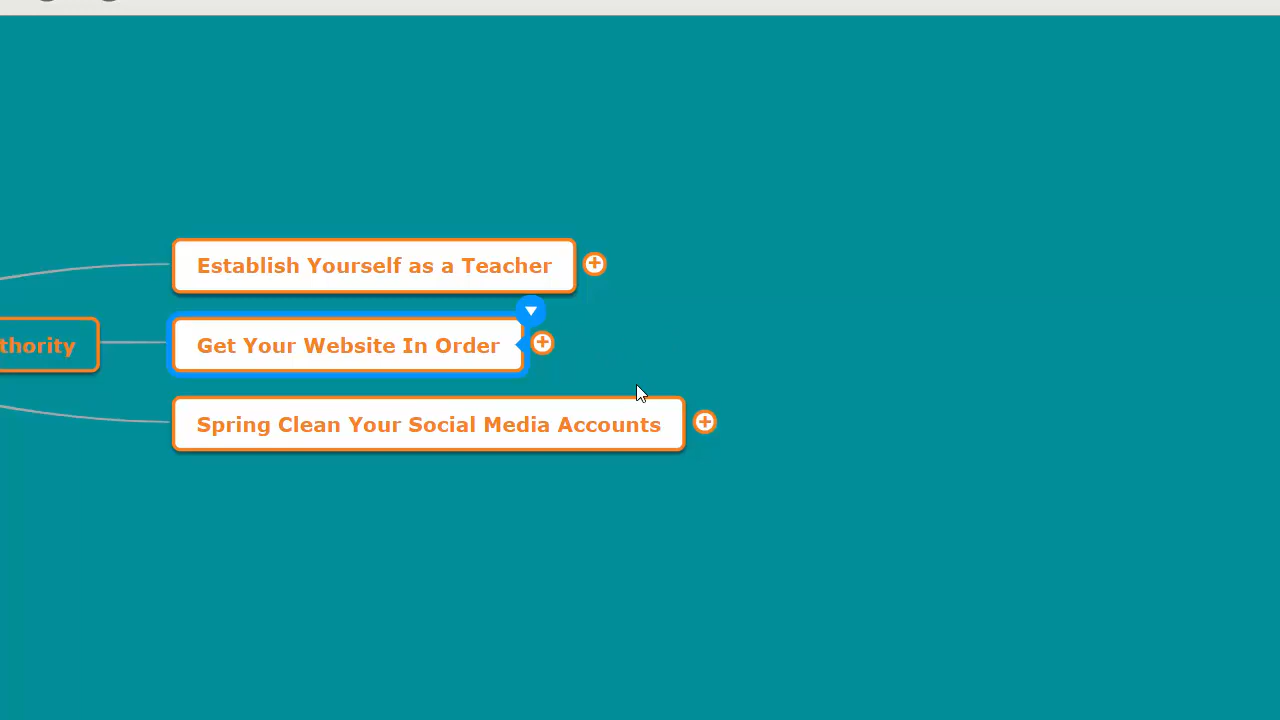 Establish Yourself as a Teacher
thority
Get Your Website In Order
Spring Clean Your Social Media Accounts